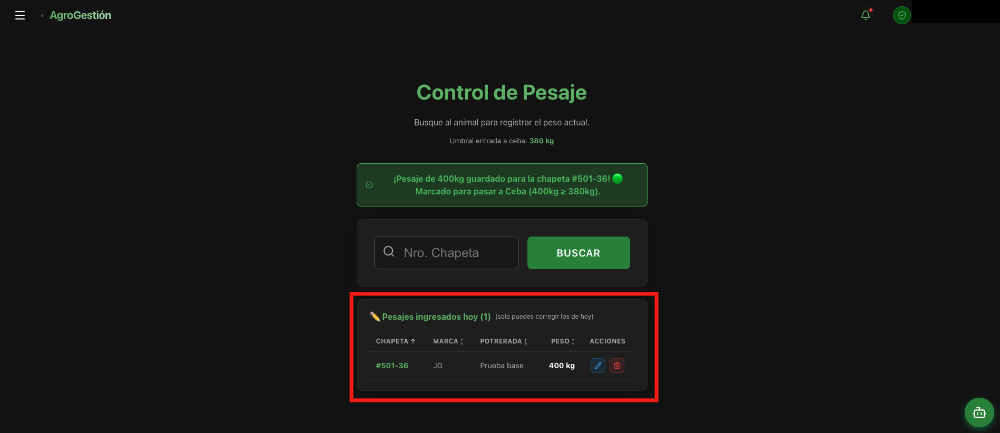 AgroGestión
Control de Pesaje
Busque al animal para registrar el peso actual.
Umbral entrada a ceba: 380 kg
¡Pesaje de 400kg guardado para la chapeta #501-36! 🟢
Marcado para pasar a Ceba (400kg ≥ 380kg).
Nro. Chapeta
BUSCAR
✏️ Pesajes ingresados hoy (1) (solo puedes corregir los de hoy)
CHAPETA ↑ MARCA ↕ POTRERADA ↕ PESO ↕ ACCIONES
#501-36 JG Prueba base 400 kg